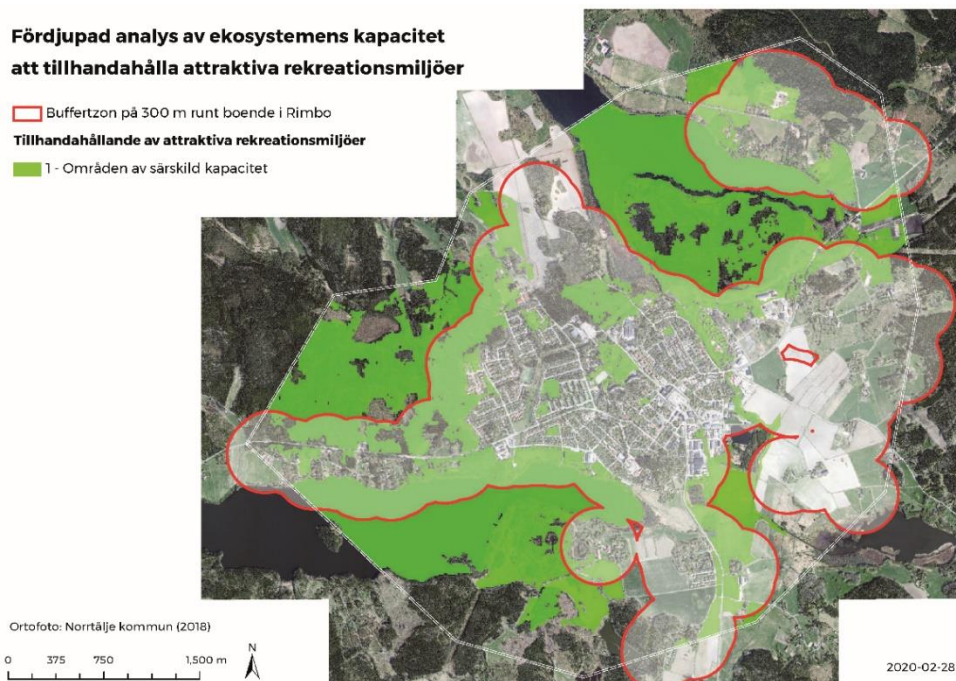 Fördjupad analys av ekosystemens kapacitet
att tillhandahålla attraktiva rekreationsmiljöer
Buffertzon på 300 m runt boende i Rimbo
Tillhandahållande av attraktiva rekreationsmiljöer
1 - Områden av särskild kapacitet
Ortofoto: Norrtälje kommun (2018)
0 375 750 1,500 m
N
2020-02-28